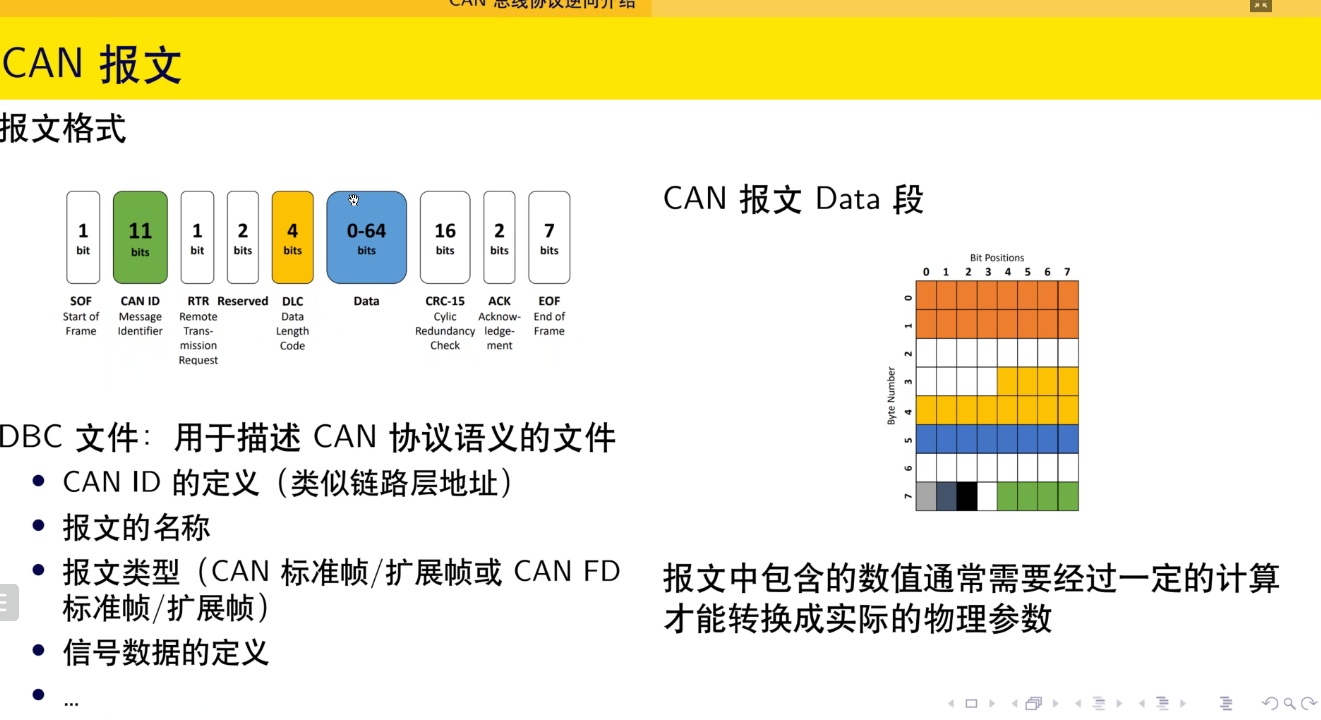 CAN 总线协议逆向介绍
CAN 报文
报文格式
1 11 1 2 4 0-64 16 2 7
bit bits bit bits bits bits bits bits bits
SOF CAN ID RTR Reserved DLC Data CRC-15 ACK EOF
Start of Message Remote Data Cylic Acknow- End of
Frame Identifier Trans- Length Redundancy ledge- Frame
mission Code Check ment
Request
DBC 文件：用于描述 CAN 协议语义的文件
CAN ID 的定义（类似链路层地址）
报文的名称
报文类型（CAN 标准帧/扩展帧或 CAN FD
标准帧/扩展帧）
信号数据的定义
...
CAN 报文 Data 段
Bit Positions
0 1 2 3 4 5 6 7
Byte Number
0
1
2
3
4
5
6
7
报文中包含的数值通常需要经过一定的计算
才能转换成实际的物理参数